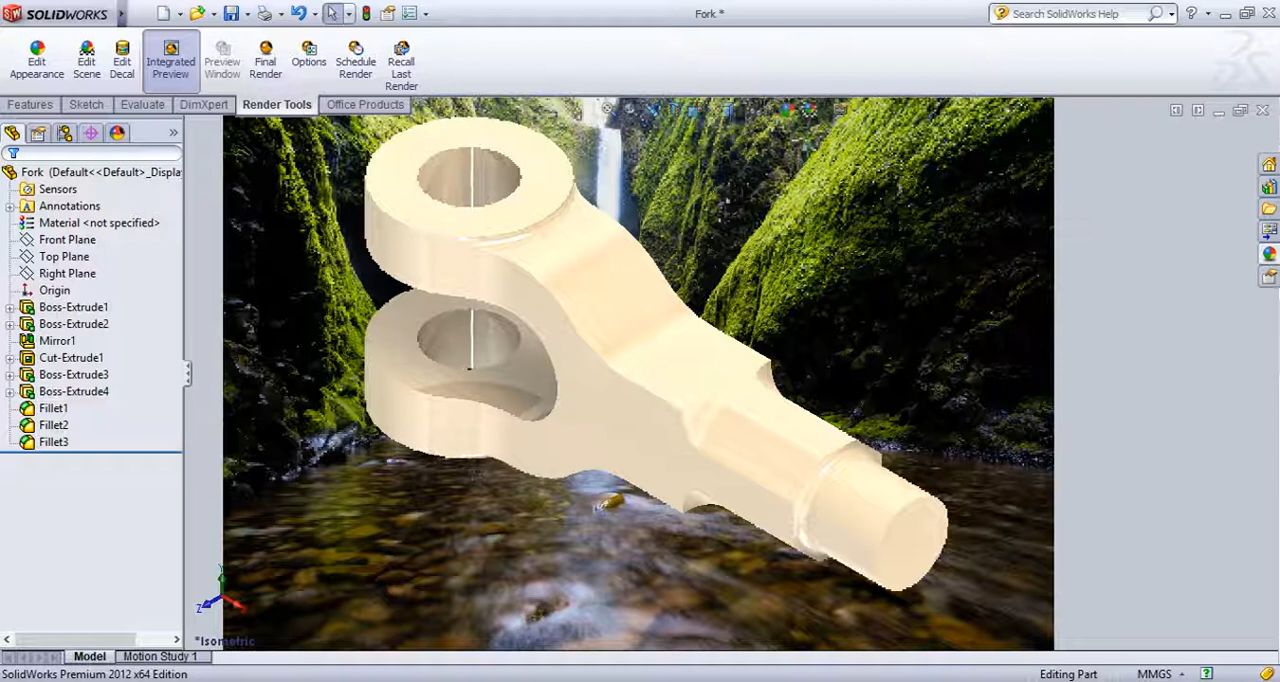 SW SOLIDWORKS
Fork *
Search SolidWorks Help
Edit Appearance
Edit Scene
Edit Decal
Integrated Preview
Preview Window
Final Render
Options
Schedule Render
Recall Last Render
Features Sketch Evaluate DimXpert Render Tools Office Products
Fork (Default<<Default>_Displa
Sensors
Annotations
Material <not specified>
Front Plane
Top Plane
Right Plane
Origin
Boss-Extrude1
Boss-Extrude2
Mirror1
Cut-Extrude1
Boss-Extrude3
Boss-Extrude4
Fillet1
Fillet2
Fillet3
Z
*Isometric
Model Motion Study 1
SolidWorks Premium 2012 x64 Edition Editing Part MMGS